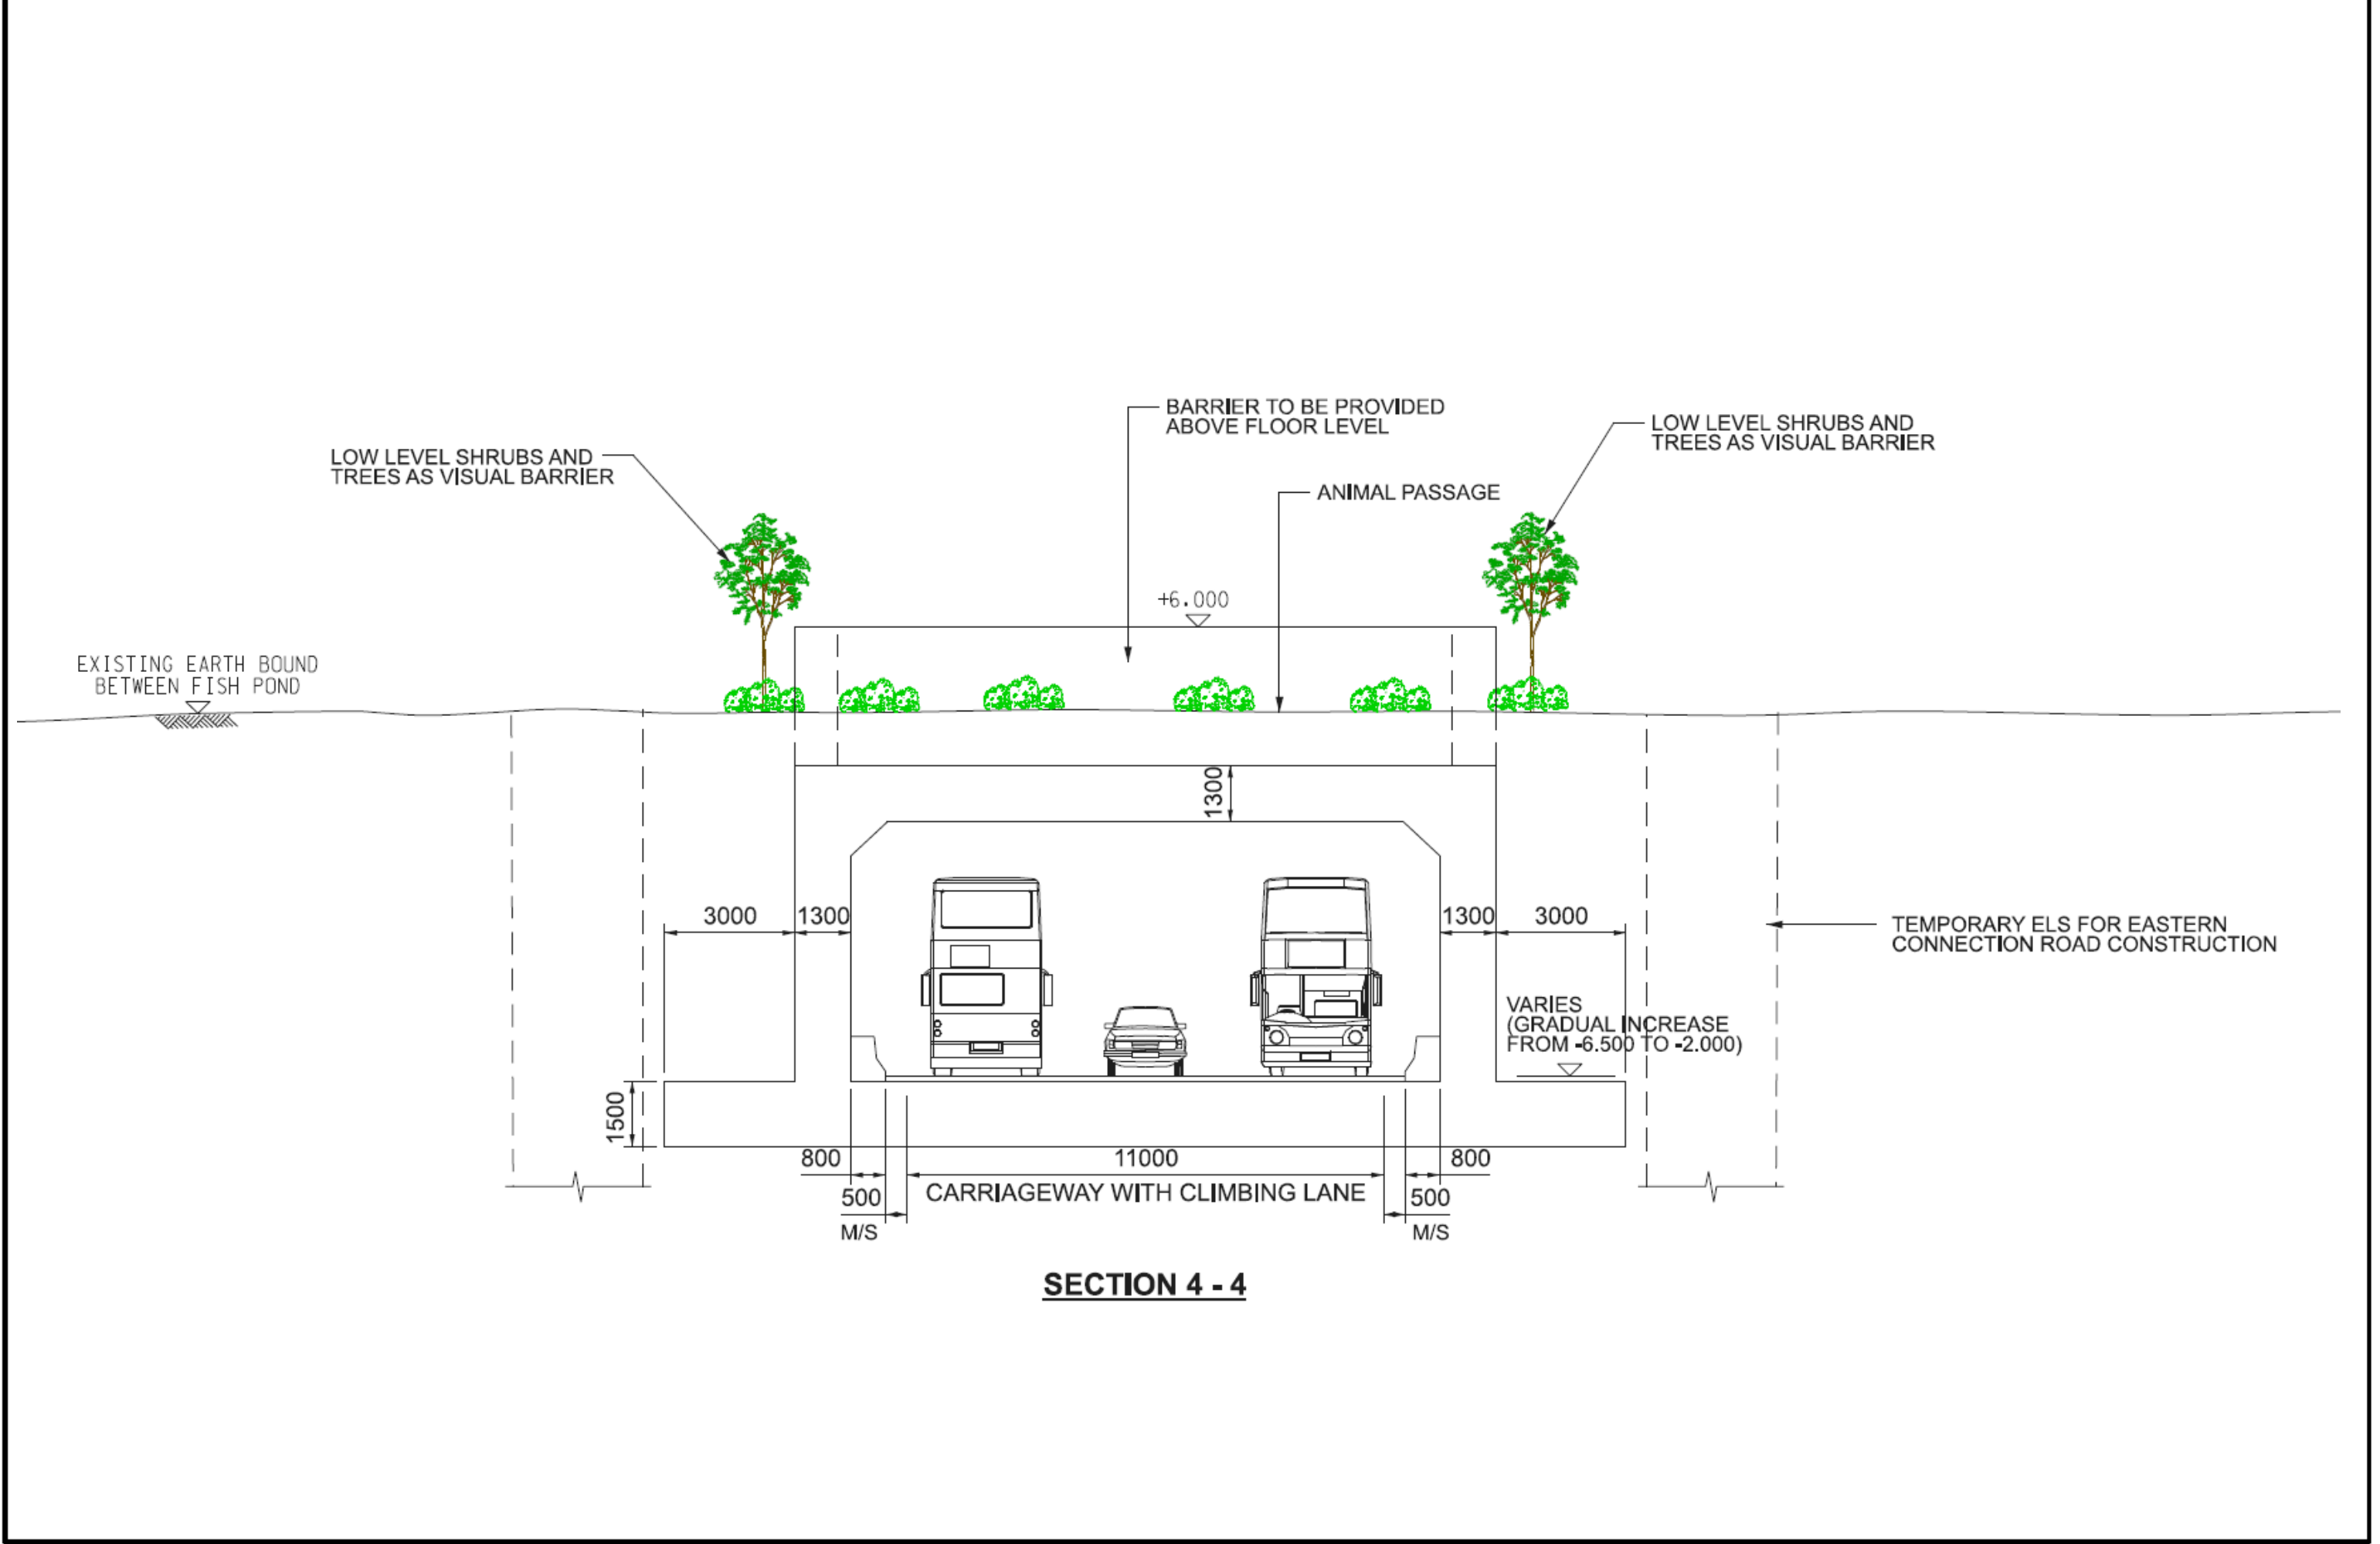 BARRIER TO BE PROVIDED
ABOVE FLOOR LEVEL
LOW LEVEL SHRUBS AND
TREES AS VISUAL BARRIER
LOW LEVEL SHRUBS AND
TREES AS VISUAL BARRIER
ANIMAL PASSAGE
+6.000
EXISTING EARTH BOUND
BETWEEN FISH POND
1300
3000
1300
1300
3000
TEMPORARY ELS FOR EASTERN
CONNECTION ROAD CONSTRUCTION
VARIES
(GRADUAL INCREASE
FROM -6.500 TO -2.000)
1500
800
11000
800
500
CARRIAGEWAY WITH CLIMBING LANE
500
M/S
M/S
SECTION 4 - 4